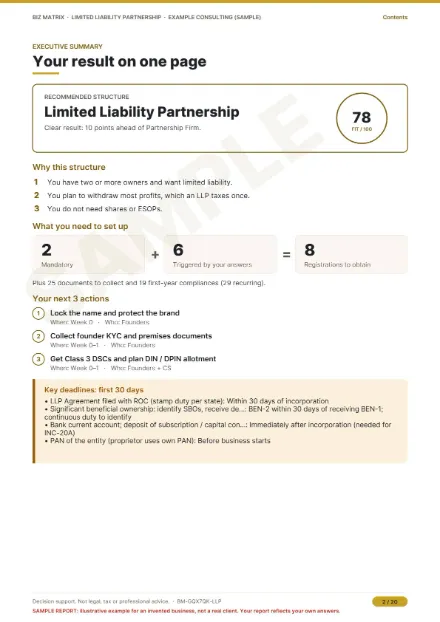 BIZ MATRIX · LIMITED LIABILITY PARTNERSHIP · EXAMPLE CONSULTING (SAMPLE)
Contents
EXECUTIVE SUMMARY
Your result on one page
RECOMMENDED STRUCTURE
Limited Liability Partnership
Clear result: 10 points ahead of Partnership Firm.
78
FIT / 100
Why this structure
1 You have two or more owners and want limited liability.
2 You plan to withdraw most profits, which an LLP taxes once.
3 You do not need shares or ESOPs.
What you need to set up
2 + 6 = 8
Mandatory Triggered by your answers Registrations to obtain
Plus 25 documents to collect and 19 first-year compliances (29 recurring).
Your next 3 actions
1 Lock the name and protect the brand
When: Week 0 · Who: Founders
2 Collect founder KYC and premises documents
When: Week 0–1 · Who: Founders
3 Get Class 3 DSCs and plan DIN / DPIN allotment
When: Week 0–1 · Who: Founders + CS
Key deadlines: first 30 days
• LLP Agreement filed with ROC (stamp duty per state): Within 30 days of incorporation
• Significant beneficial ownership: identify SBOs, receive de...: BEN-2 within 30 days of receiving BEN-1;
continuous duty to identify
• Bank current account; deposit of subscription / capital con...: Immediately after incorporation (needed for
INC-20A)
• PAN of the entity (proprietor uses own PAN): Before business starts
SAMPLE
Decision support. Not legal, tax or professional advice. ·
2 / 20
SAMPLE REPORT: illustrative example for an invented business, not a real client. Your report reflects your own answers.